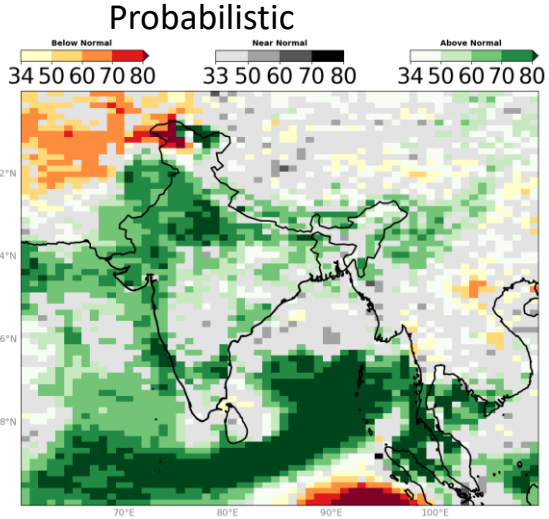 Probabilistic
Below Normal
Near Normal
Above Normal
34 50 60 70 80
33 50 60 70 80
34 50 60 70 80
2°N
4°N
6°N
8°N
70°E
80°E
90°E
100°E